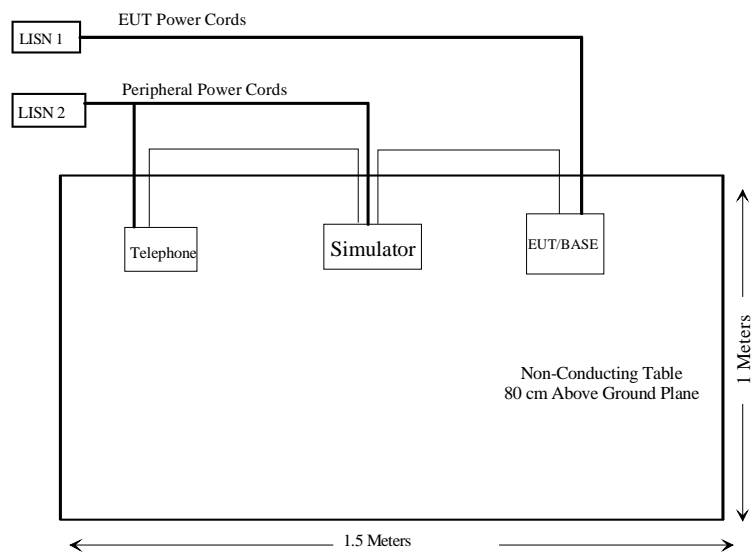 EUT Power Cords
LISN 1
Peripheral Power Cords
LISN 2
Telephone
Simulator
EUT/BASE
1 Meters
Non-Conducting Table
80 cm Above Ground Plane
1.5 Meters